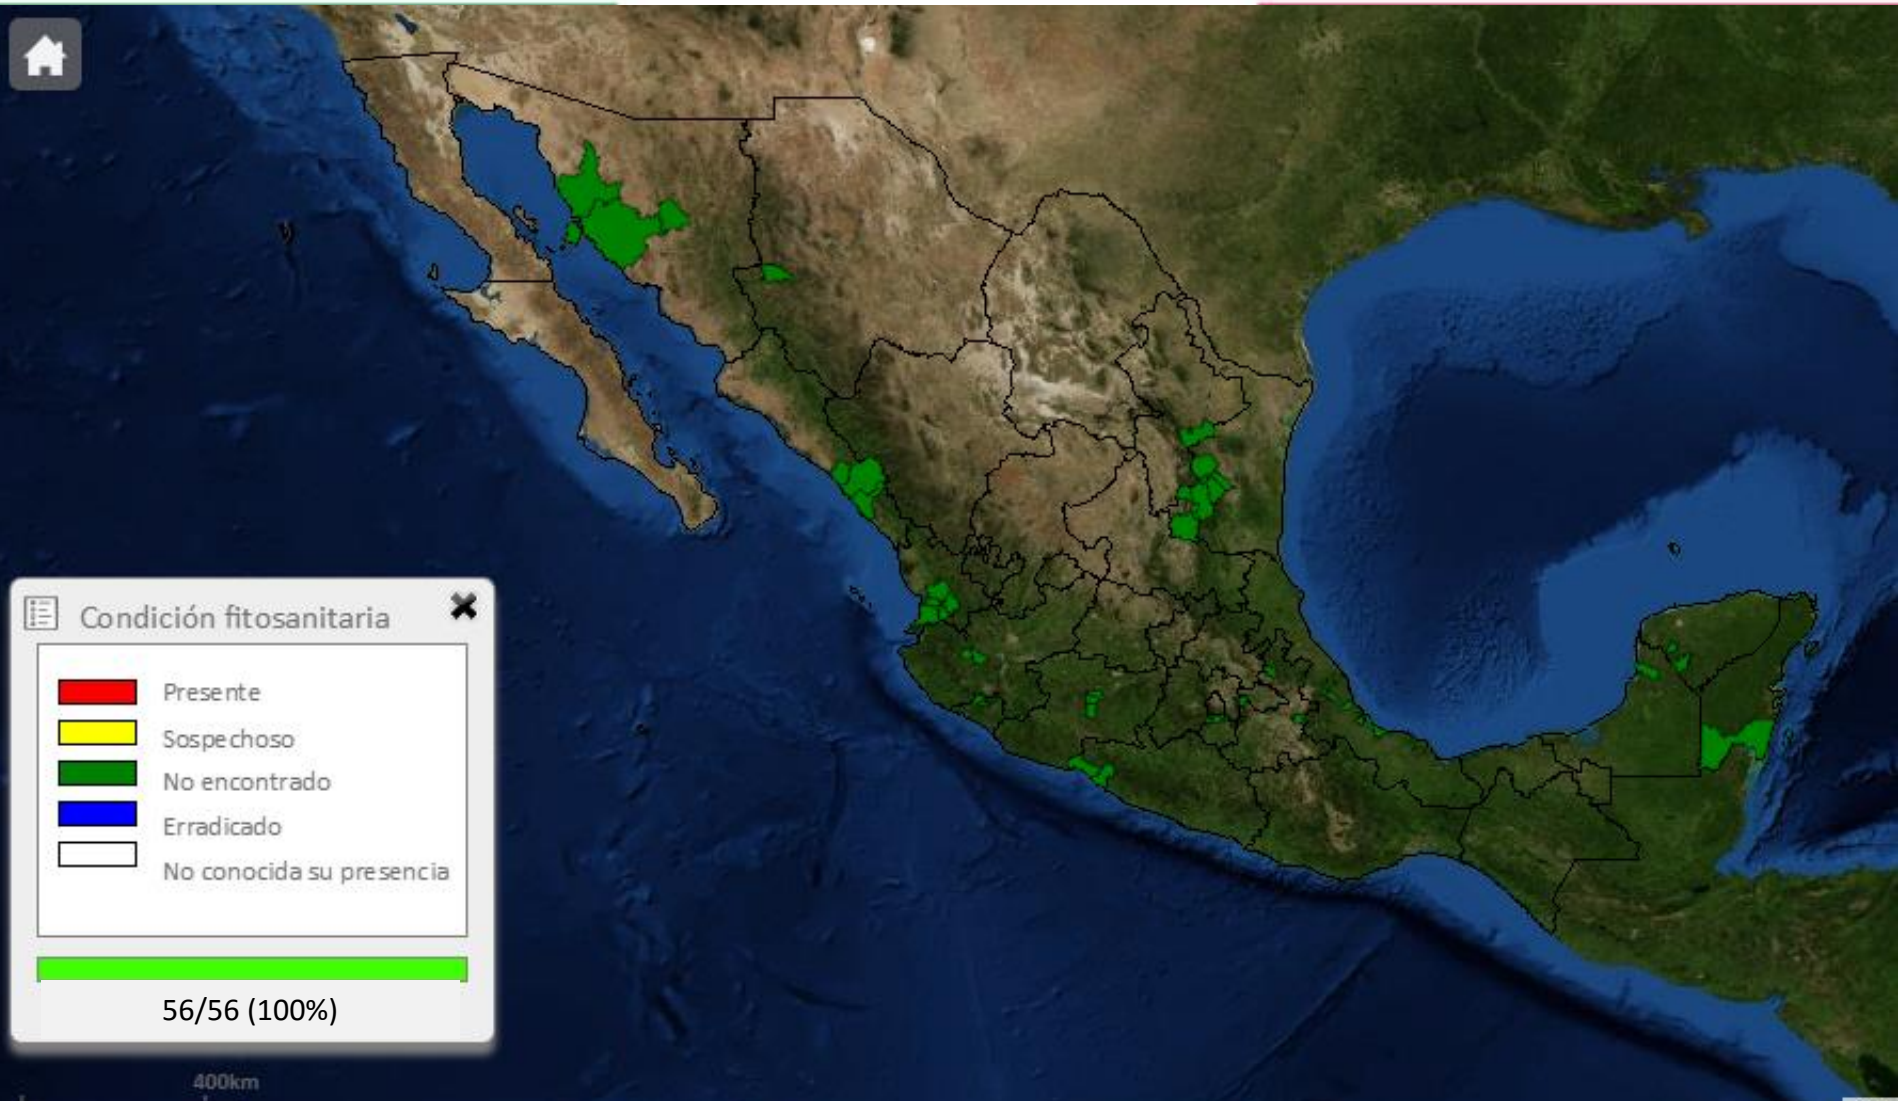 Condición fitosanitaria
Presente
Sospechoso
No encontrado
Erradicado
No conocida su presencia
56/56 (100%)
400km